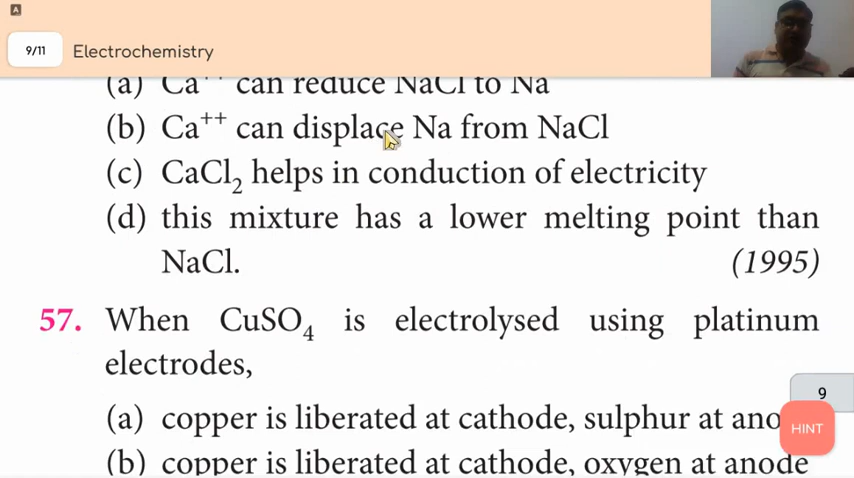 A
9/11 Electrochemistry
(a) Ca⁺⁺ can reduce NaCl to Na
(b) Ca⁺⁺ can displace Na from NaCl
(c) CaCl₂ helps in conduction of electricity
(d) this mixture has a lower melting point than
NaCl. (1995)
57. When CuSO₄ is electrolysed using platinum
electrodes,
9
(a) copper is liberated at cathode, sulphur at ano
HINT
(b) copper is liberated at cathode, oxygen at anode